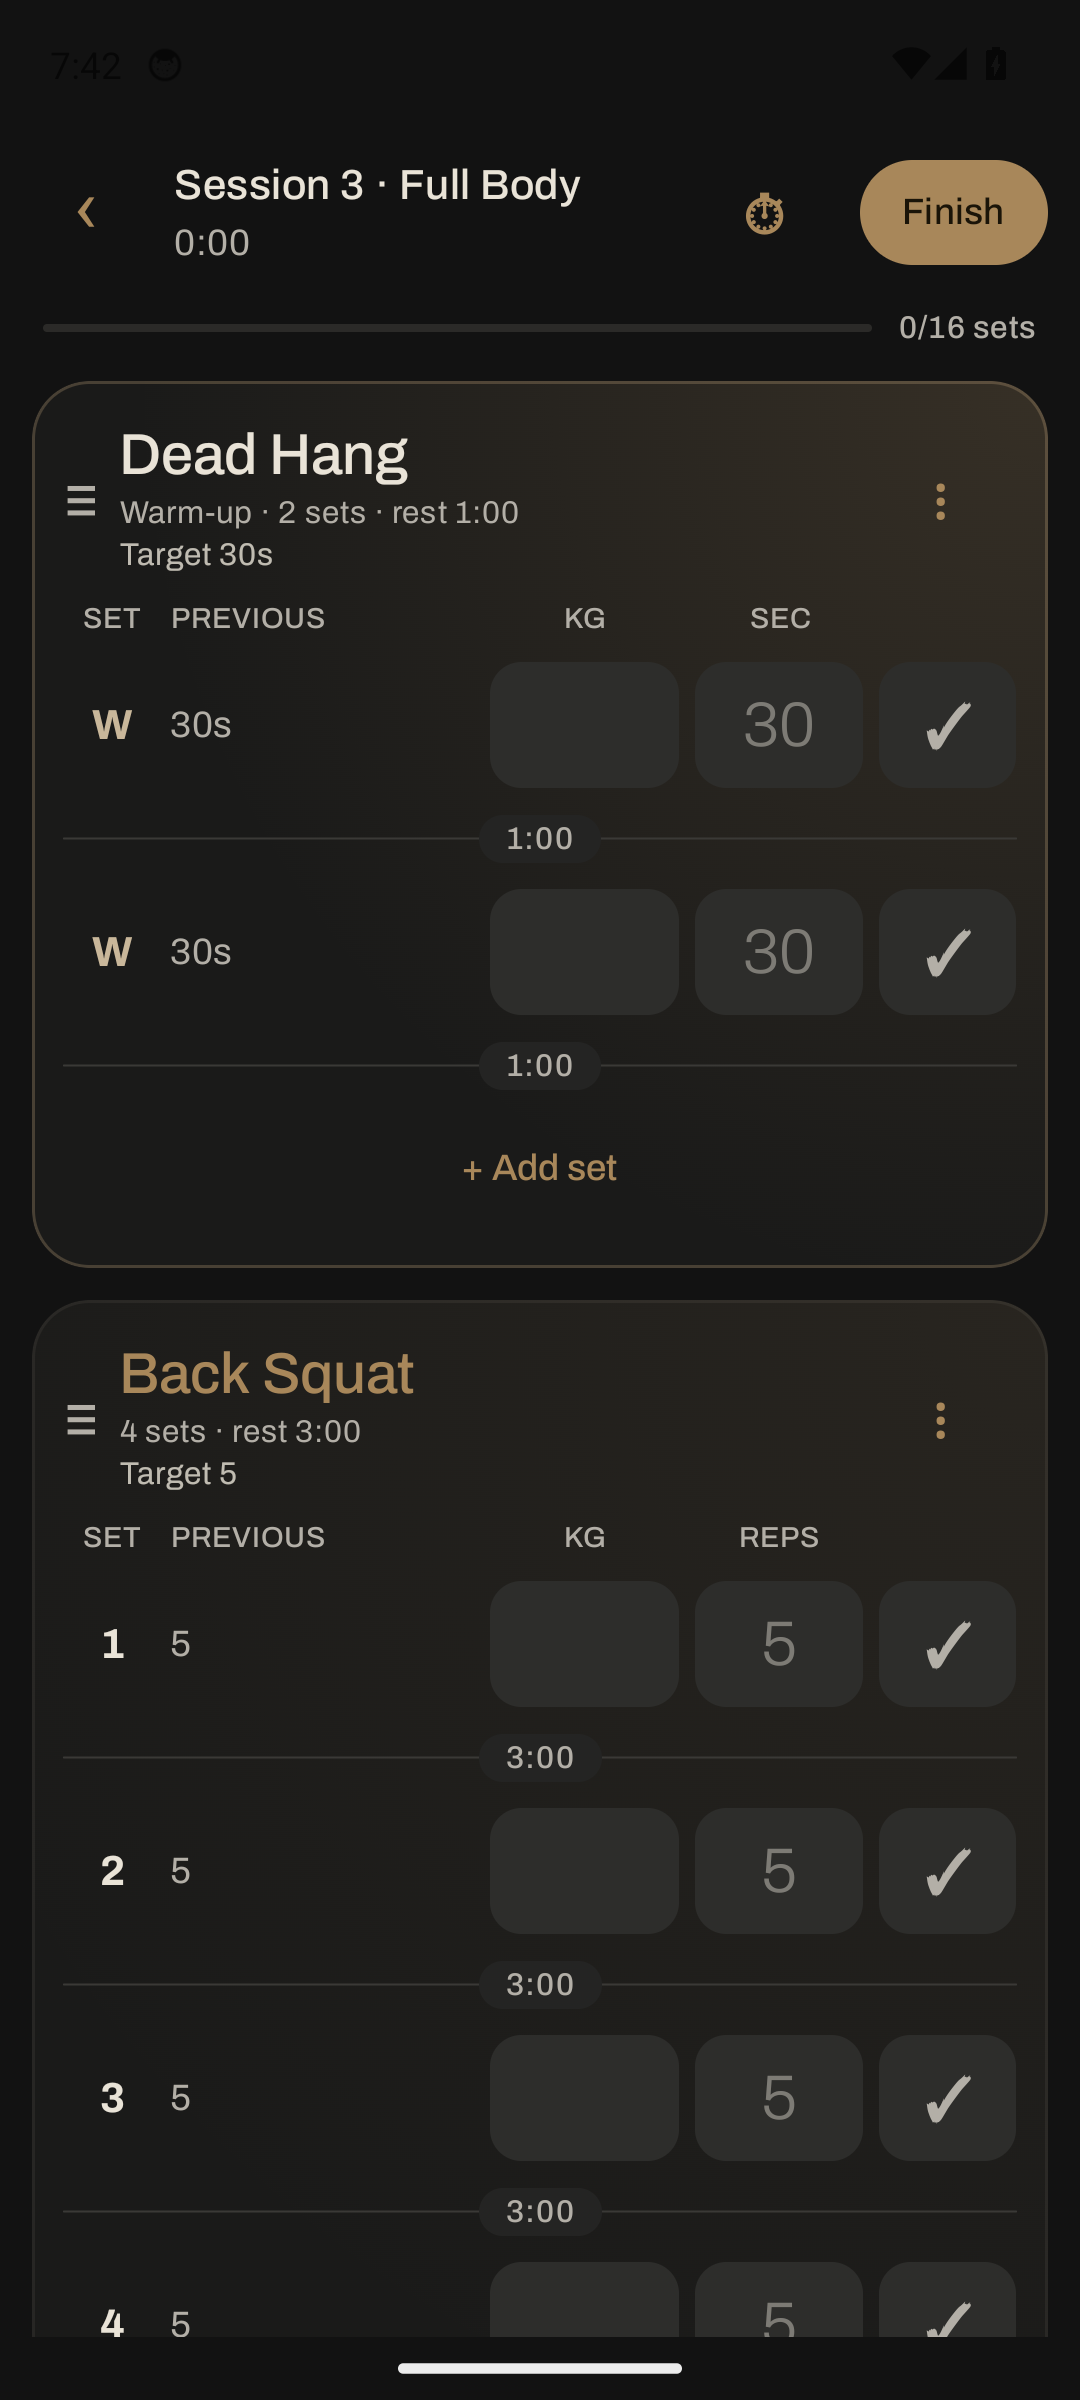 7:42
Session 3 · Full Body
0:00
Finish
0/16 sets
Dead Hang
Warm-up · 2 sets · rest 1:00
Target 30s
SET PREVIOUS KG SEC
W 30s 30 ✓
1:00
W 30s 30 ✓
1:00
+ Add set
Back Squat
4 sets · rest 3:00
Target 5
SET PREVIOUS KG REPS
1 5 5 ✓
3:00
2 5 5 ✓
3:00
3 5 5 ✓
3:00
4 5 5 ✓